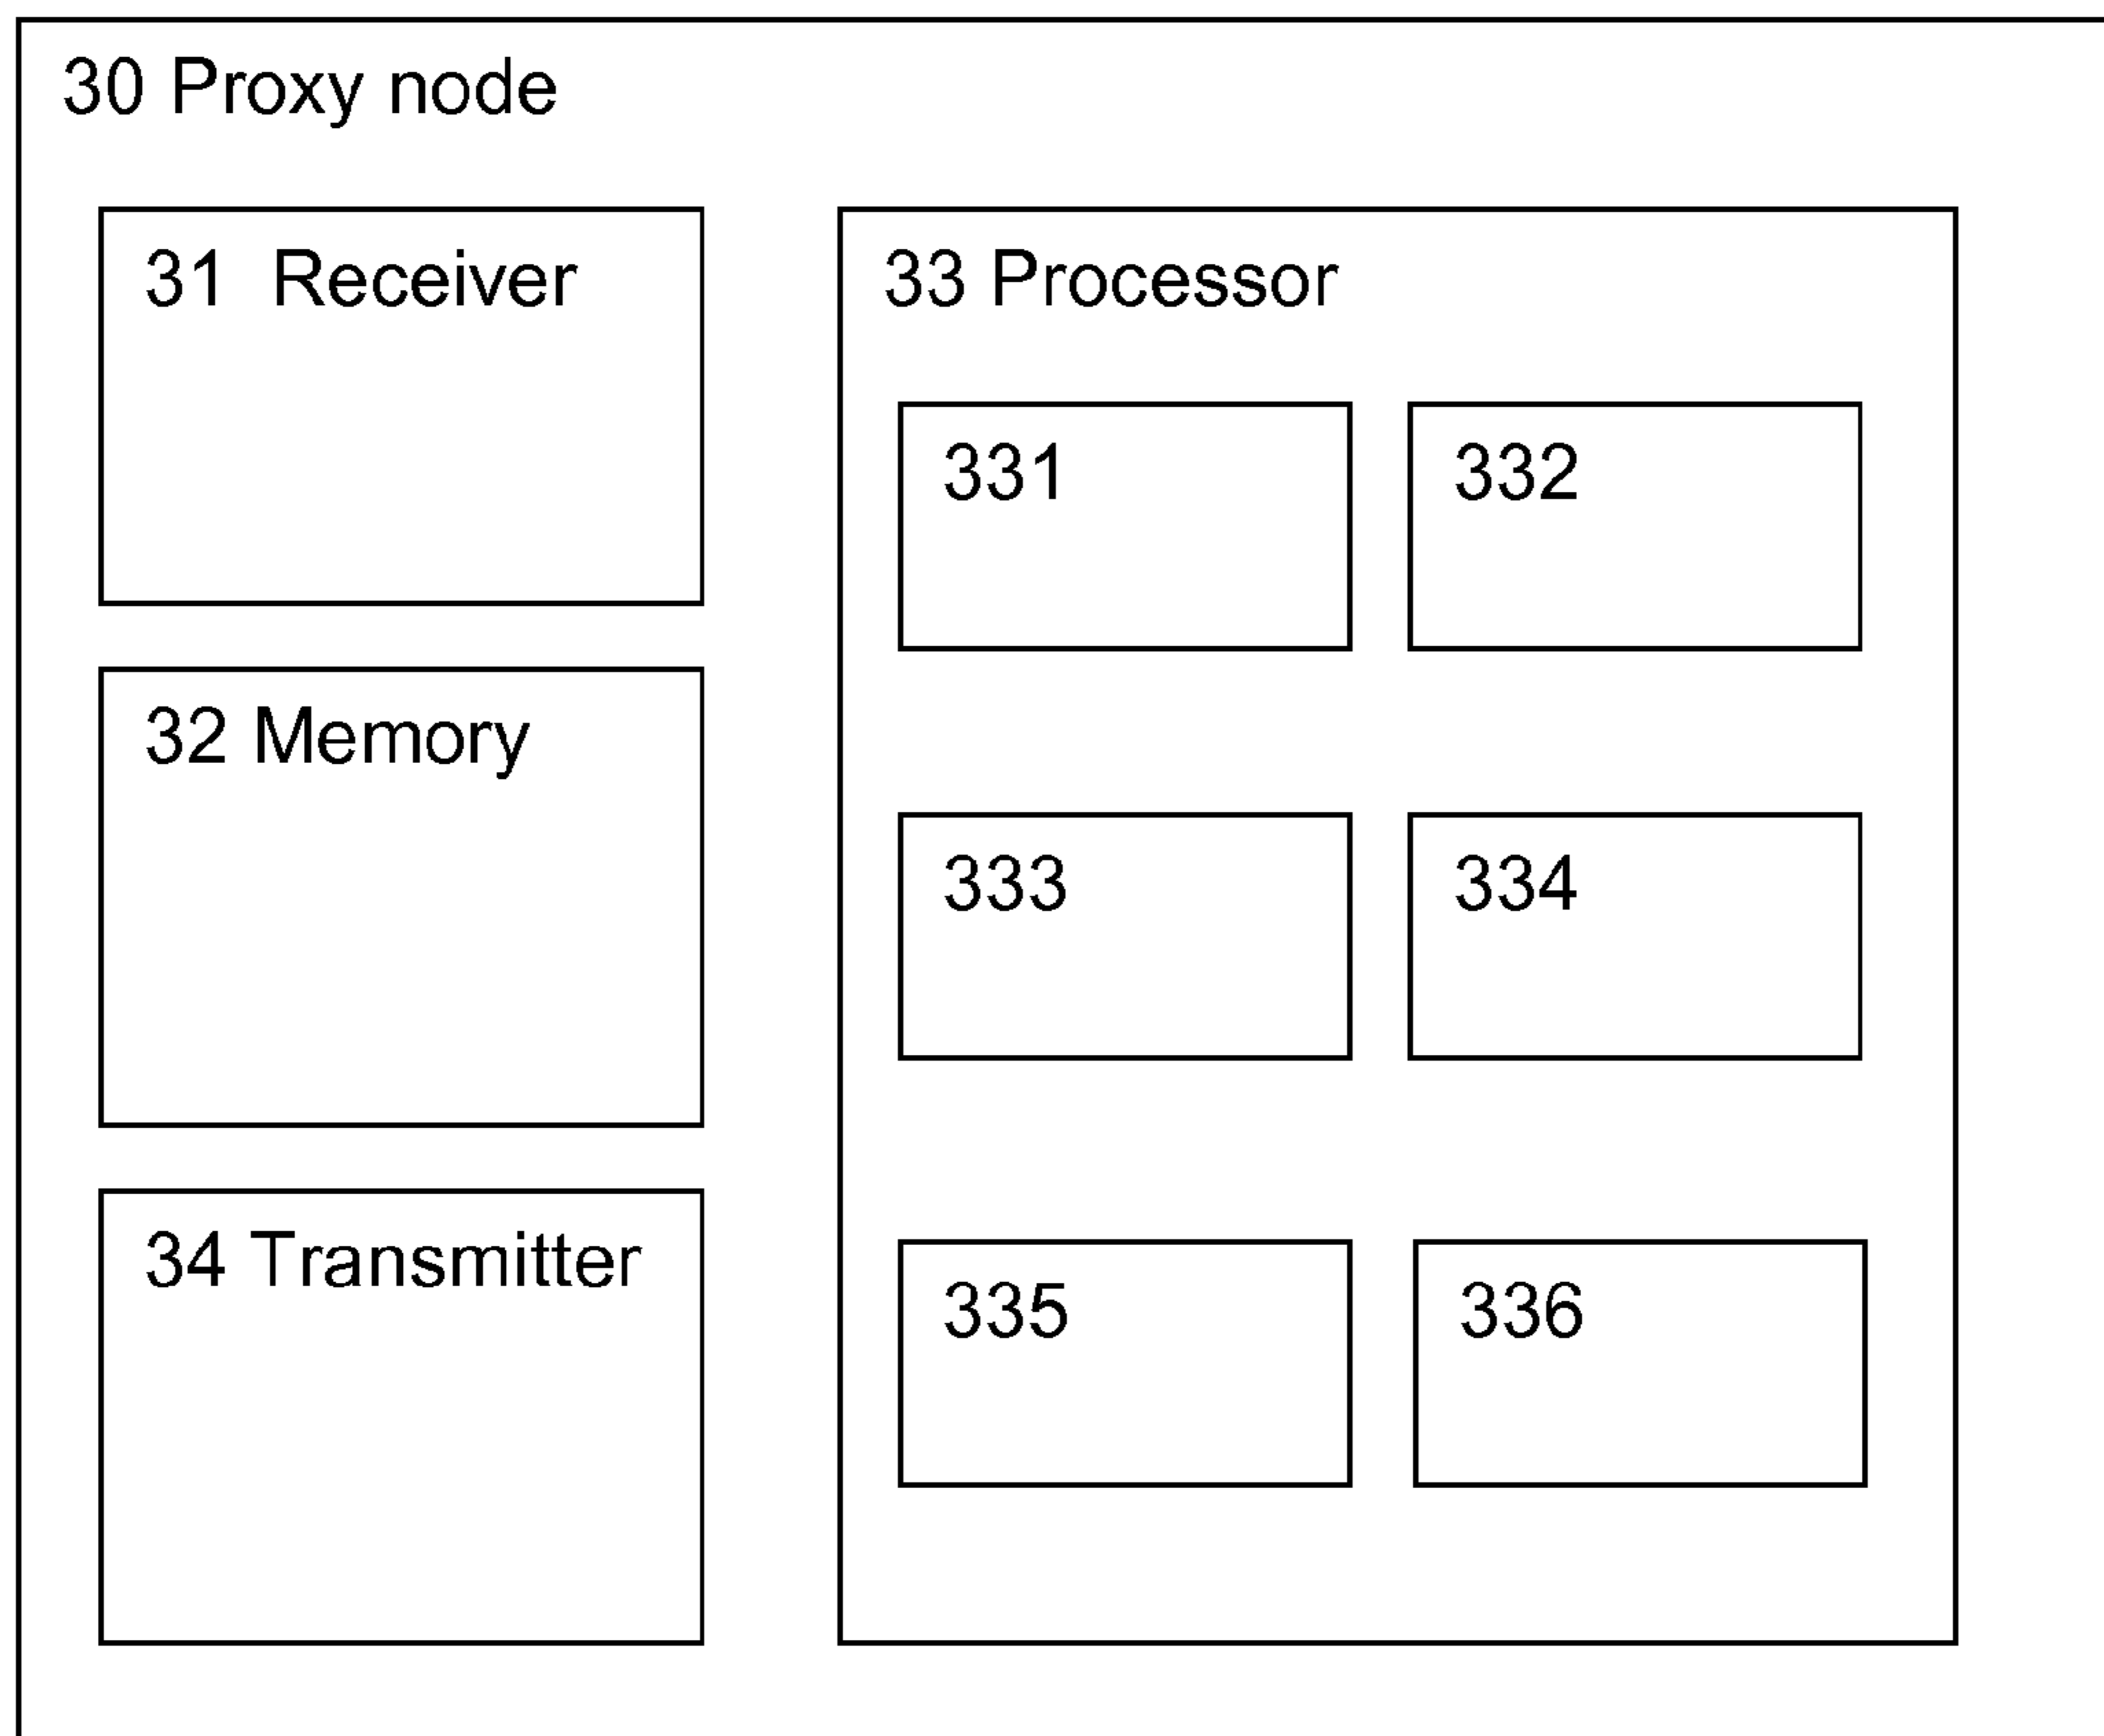 30 Proxy node
31 Receiver
33 Processor
331
332
32 Memory
333
334
34 Transmitter
335
336